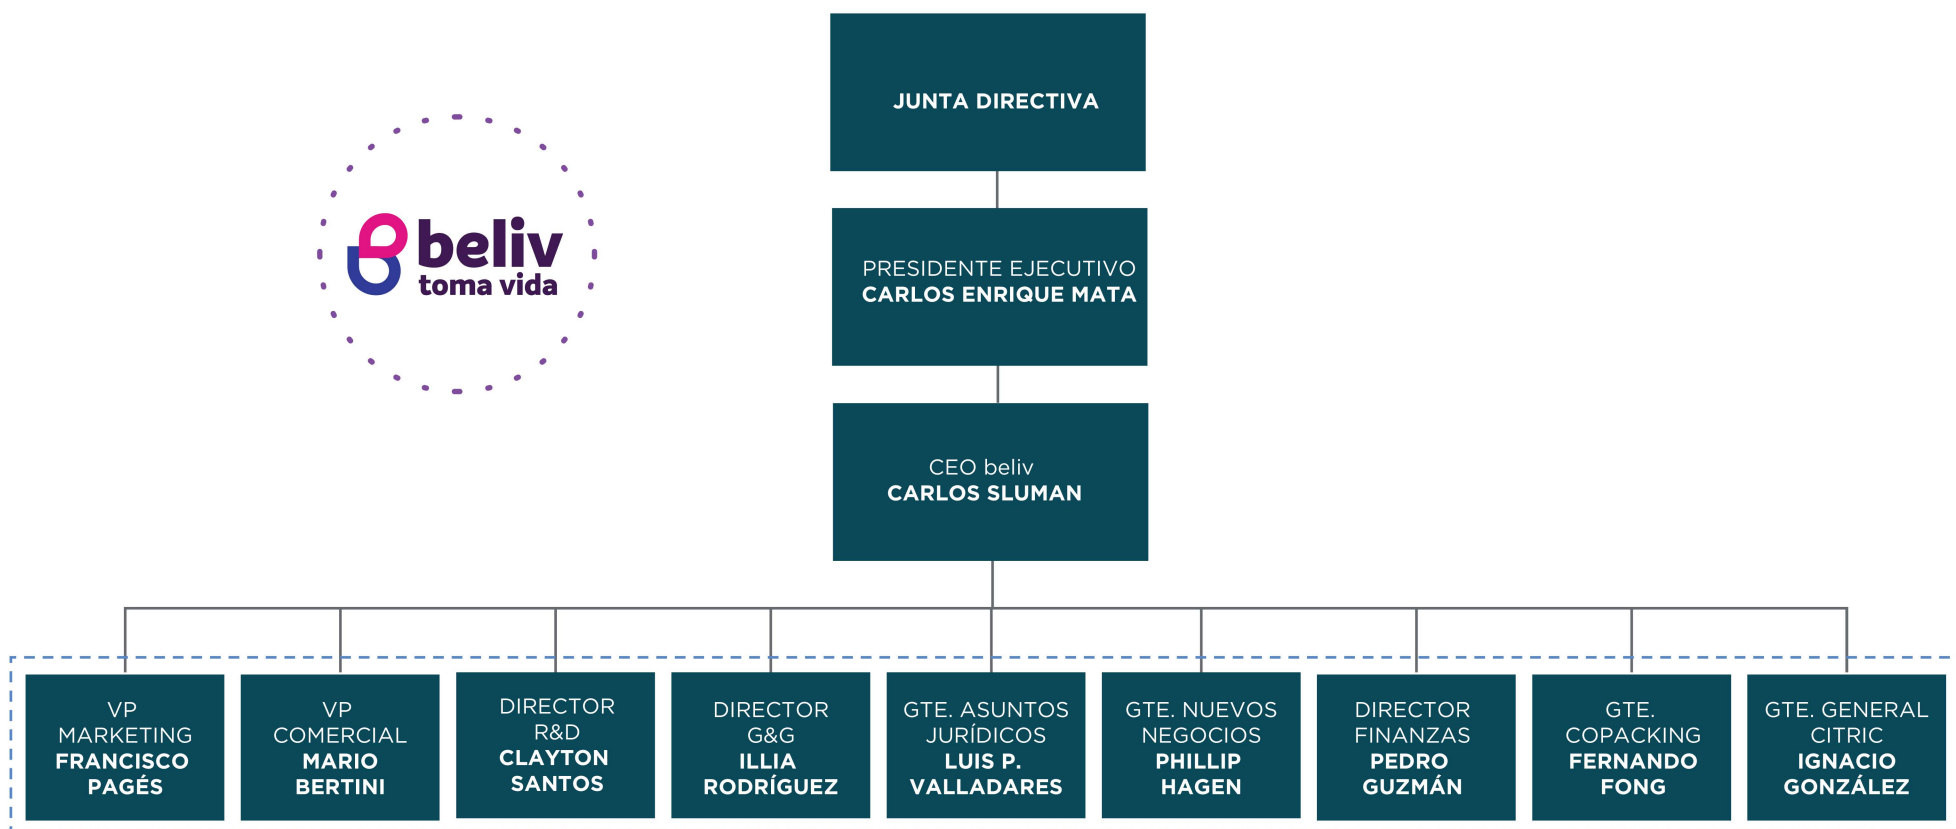 JUNTA DIRECTIVA
beliv
toma vida
PRESIDENTE EJECUTIVO
CARLOS ENRIQUE MATA
CEO beliv
CARLOS SLUMAN
VP
MARKETING
FRANCISCO
PAGÉS
VP
COMERCIAL
MARIO
BERTINI
DIRECTOR
R&D
CLAYTON
SANTOS
DIRECTOR
G&G
ILLIA
RODRÍGUEZ
GTE. ASUNTOS
JURÍDICOS
LUIS P.
VALLADARES
GTE. NUEVOS
NEGOCIOS
PHILLIP
HAGEN
DIRECTOR
FINANZAS
PEDRO
GUZMÁN
GTE.
COPACKING
FERNANDO
FONG
GTE. GENERAL
CITRIC
IGNACIO
GONZÁLEZ